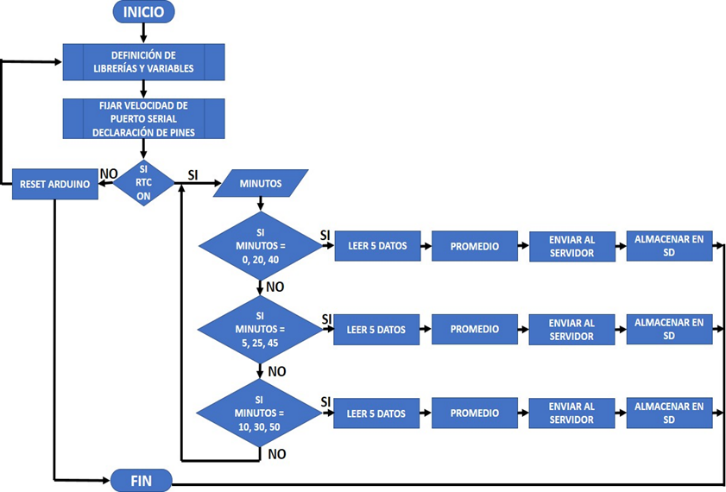 INICIO
DEFINICIÓN DE
LIBRERÍAS Y VARIABLES
FIJAR VELOCIDAD DE
PUERTO SERIAL
DECLARACIÓN DE PINES
SI
RTC
ON
NO
SI
RESET ARDUINO
MINUTOS
SI
MINUTOS =
0, 20, 40
SI
LEER 5 DATOS
PROMEDIO
ENVIAR AL
SERVIDOR
ALMACENAR EN
SD
NO
SI
MINUTOS =
5, 25, 45
SI
LEER 5 DATOS
PROMEDIO
ENVIAR AL
SERVIDOR
ALMACENAR EN
SD
NO
SI
MINUTOS =
10, 30, 50
SI
LEER 5 DATOS
PROMEDIO
ENVIAR AL
SERVIDOR
ALMACENAR EN
SD
NO
FIN